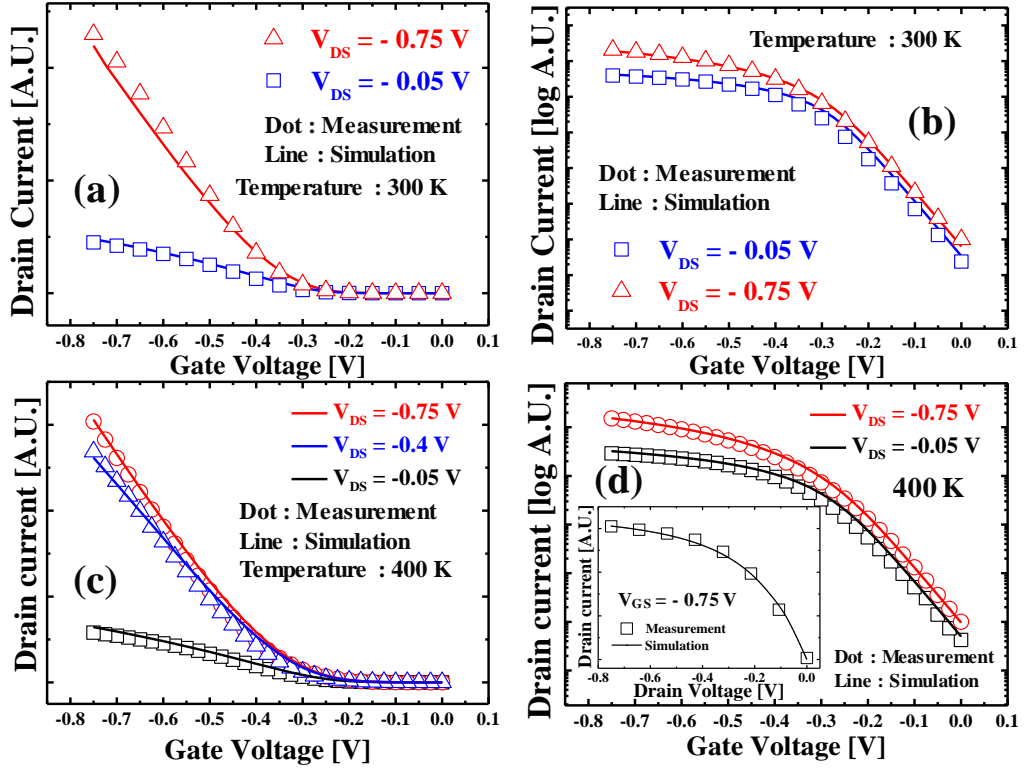 (a)
V_DS = - 0.75 V
V_DS = - 0.05 V
Dot : Measurement
Line : Simulation
Temperature : 300 K
Drain Current [A.U.]
-0.8 -0.7 -0.6 -0.5 -0.4 -0.3 -0.2 -0.1 0.0 0.1
Gate Voltage [V]
(b)
Temperature : 300 K
Dot : Measurement
Line : Simulation
V_DS = - 0.05 V
V_DS = - 0.75 V
Drain Current [log A.U.]
-0.8 -0.7 -0.6 -0.5 -0.4 -0.3 -0.2 -0.1 0.0 0.1
Gate Voltage [V]
(c)
V_DS = -0.75 V
V_DS = -0.4 V
V_DS = -0.05 V
Dot : Measurement
Line : Simulation
Temperature : 400 K
Drain current [A.U.]
-0.8 -0.7 -0.6 -0.5 -0.4 -0.3 -0.2 -0.1 0.0 0.1
Gate Voltage [V]
(d)
V_DS = -0.75 V
V_DS = -0.05 V
400 K
Drain current [A.U.]
V_GS = - 0.75 V
Measurement
Simulation
-0.8 -0.6 -0.4 -0.2 0.0
Drain Voltage [V]
Dot : Measurement
Line : Simulation
Drain current [log A.U.]
-0.8 -0.7 -0.6 -0.5 -0.4 -0.3 -0.2 -0.1 0.0 0.1
Gate Voltage [V]